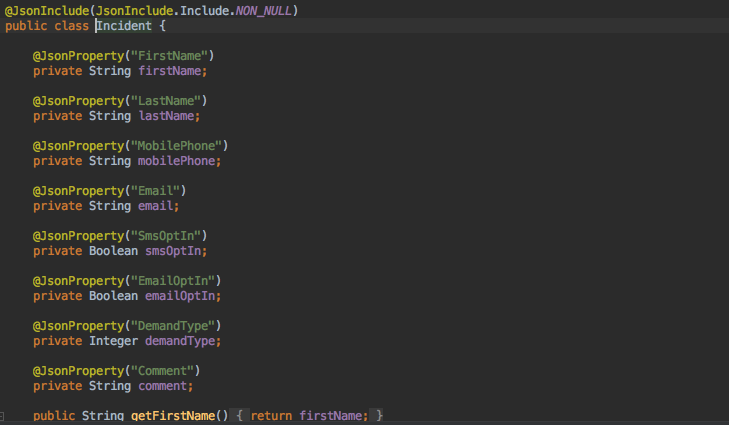 @JsonInclude(JsonInclude.Include.NON_NULL)
public class Incident {
@JsonProperty("FirstName")
private String firstName;
@JsonProperty("LastName")
private String lastName;
@JsonProperty("MobilePhone")
private String mobilePhone;
@JsonProperty("Email")
private String email;
@JsonProperty("SmsOptIn")
private Boolean smsOptIn;
@JsonProperty("EmailOptIn")
private Boolean emailOptIn;
@JsonProperty("DemandType")
private Integer demandType;
@JsonProperty("Comment")
private String comment;
public String getFirstName() { return firstName; }